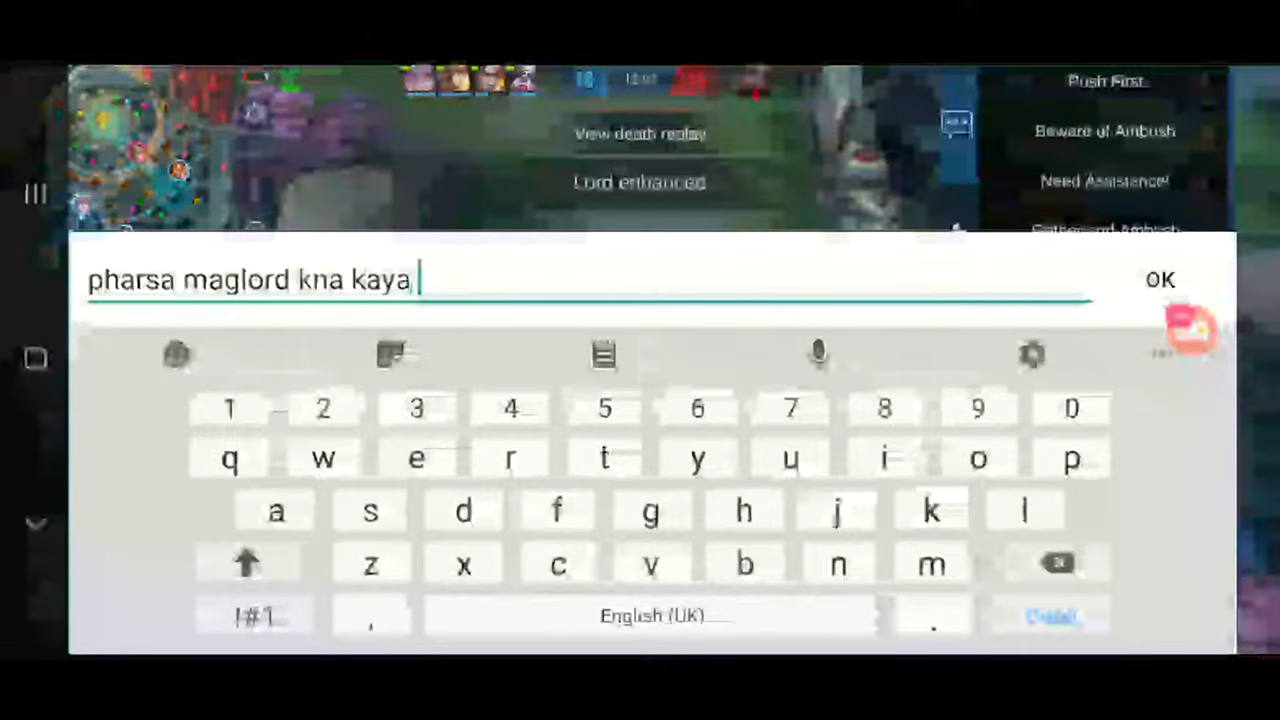 Push First
View death replay
Beware of Ambush
Lord enhanced
Need Assistance!
pharsa maglord kna kaya
OK
1 2 3 4 5 6 7 8 9 0
q w e r t y u i o p
a s d f g h j k l
z x c v b n m
!#1 , English (UK) .